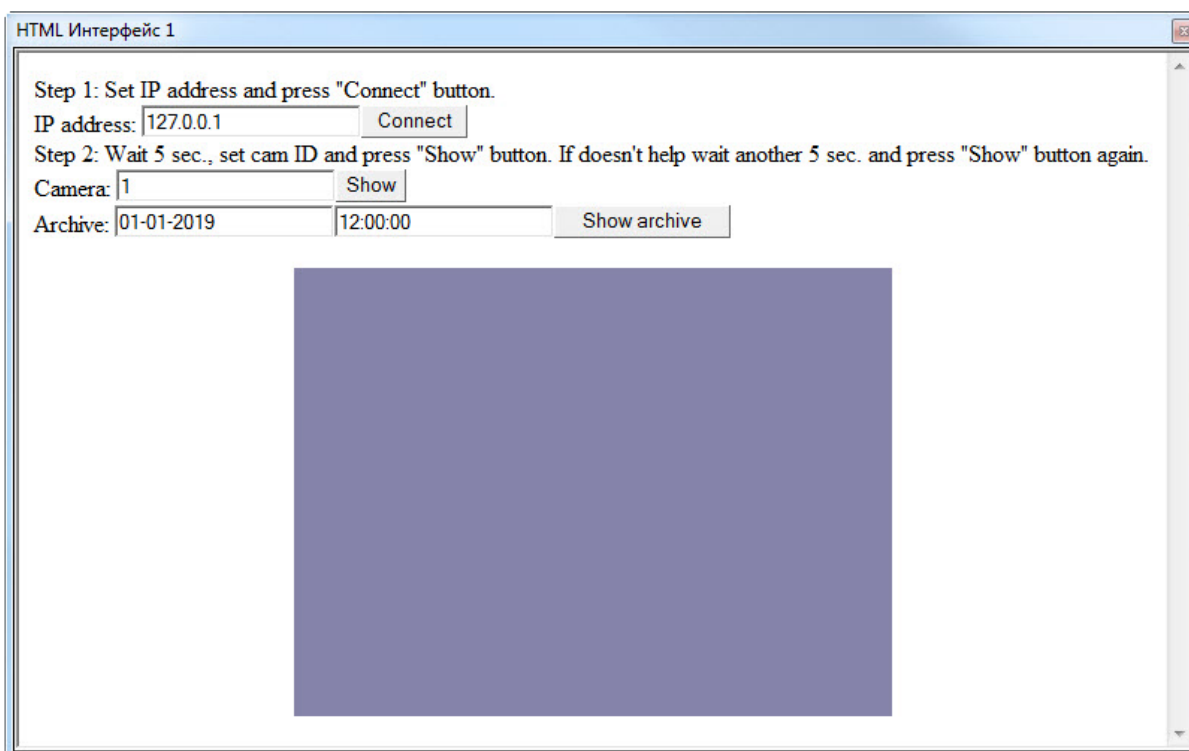 HTML Интерфейс 1
Step 1: Set IP address and press "Connect" button.
IP address: 127.0.0.1 Connect
Step 2: Wait 5 sec., set cam ID and press "Show" button. If doesn't help wait another 5 sec. and press "Show" button again.
Camera: 1 Show
Archive: 01-01-2019 12:00:00 Show archive